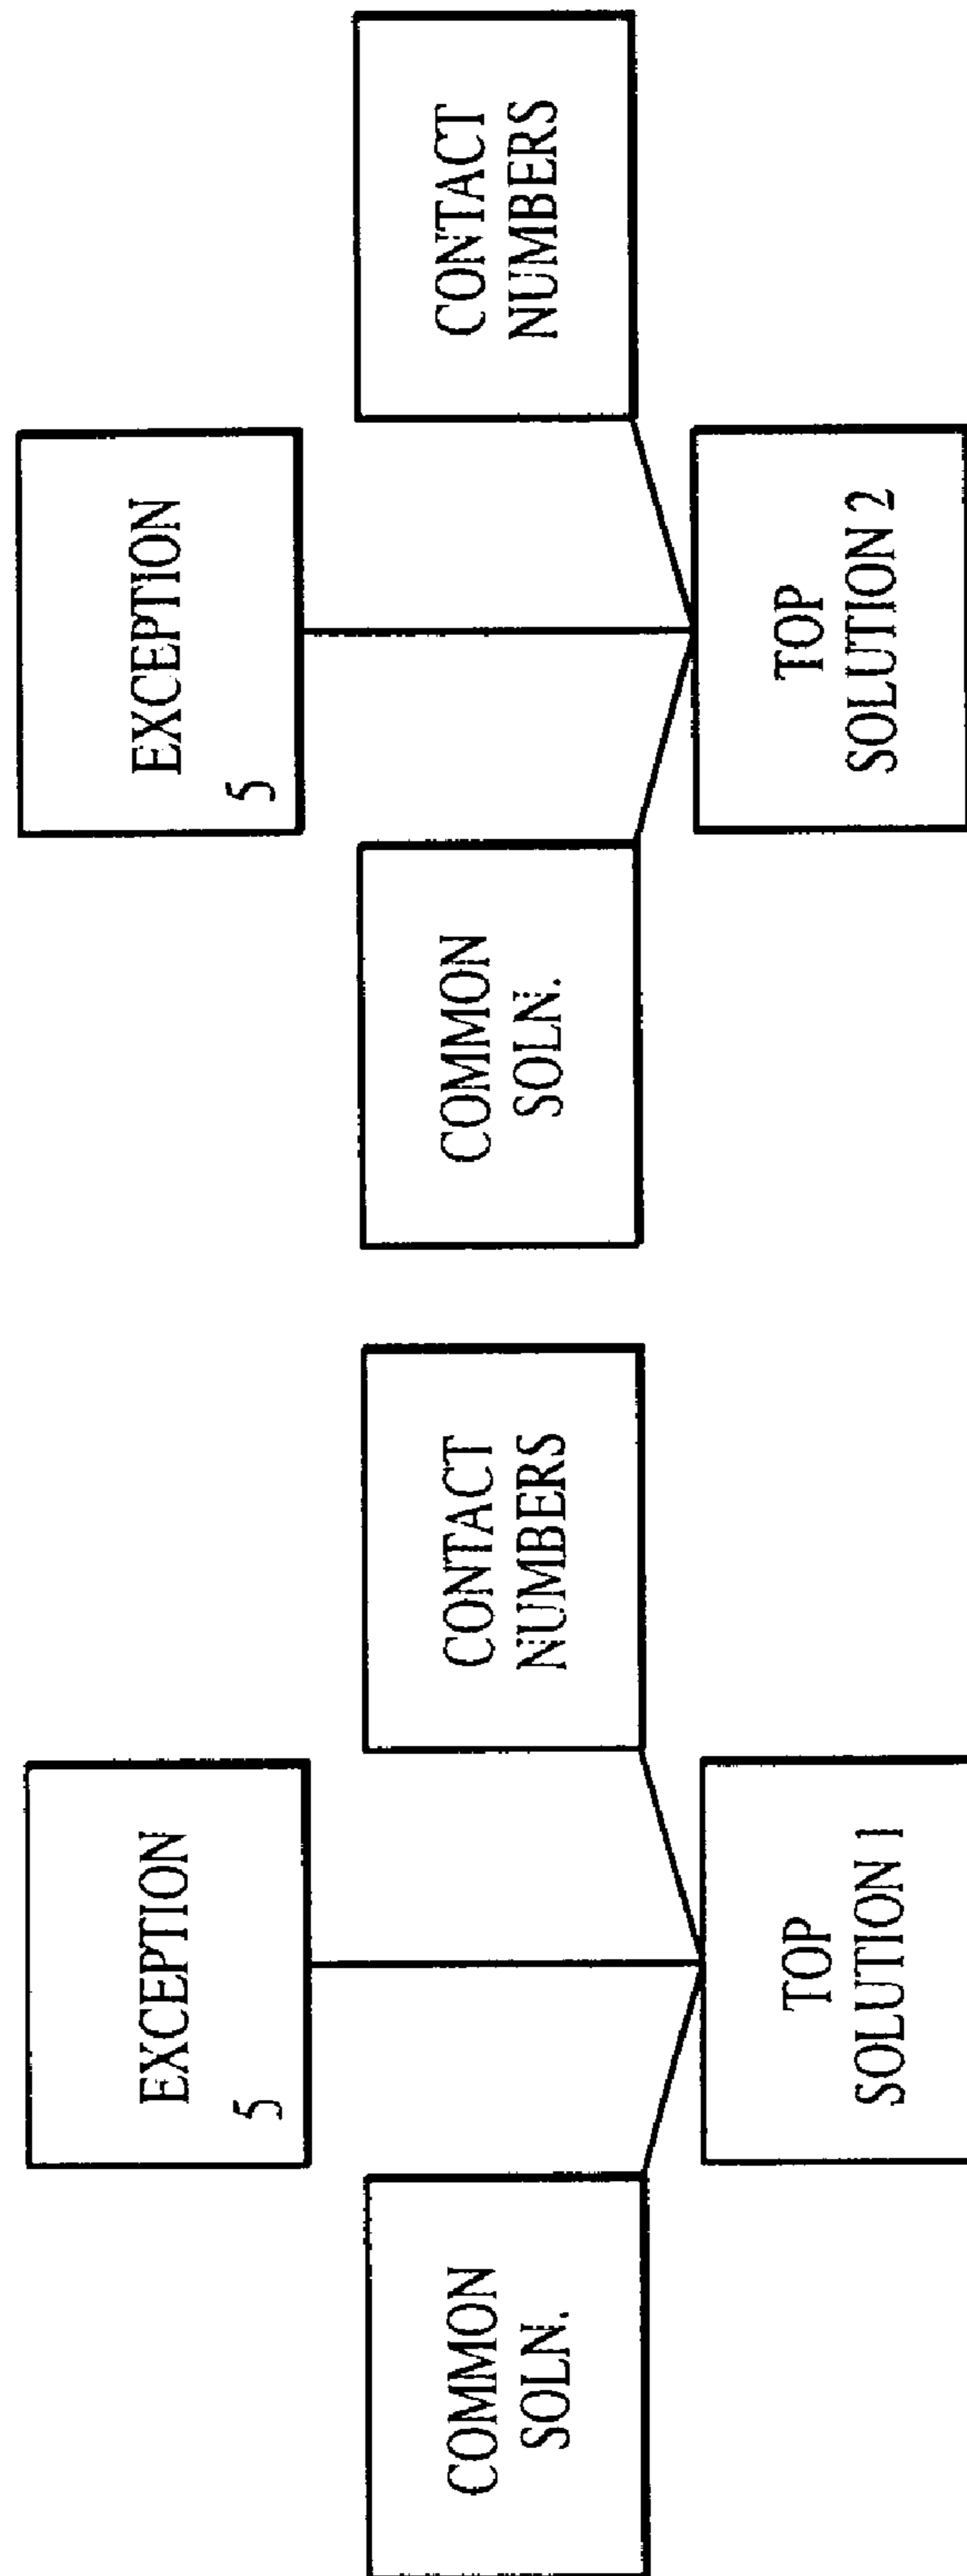 EXCEPTION
5
COMMON
SOLN.
CONTACT
NUMBERS
TOP
SOLUTION 1
EXCEPTION
5
COMMON
SOLN.
CONTACT
NUMBERS
TOP
SOLUTION 2